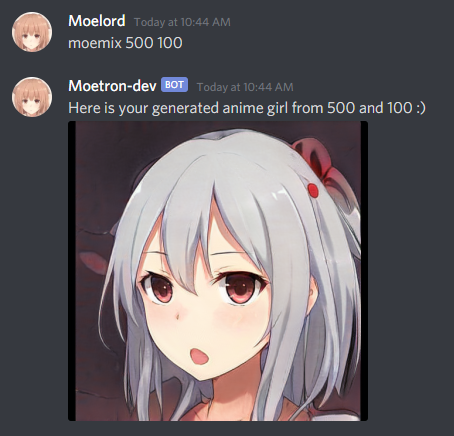 Moelord Today at 10:44 AM
moemix 500 100
Moetron-dev BOT Today at 10:44 AM
Here is your generated anime girl from 500 and 100 :)